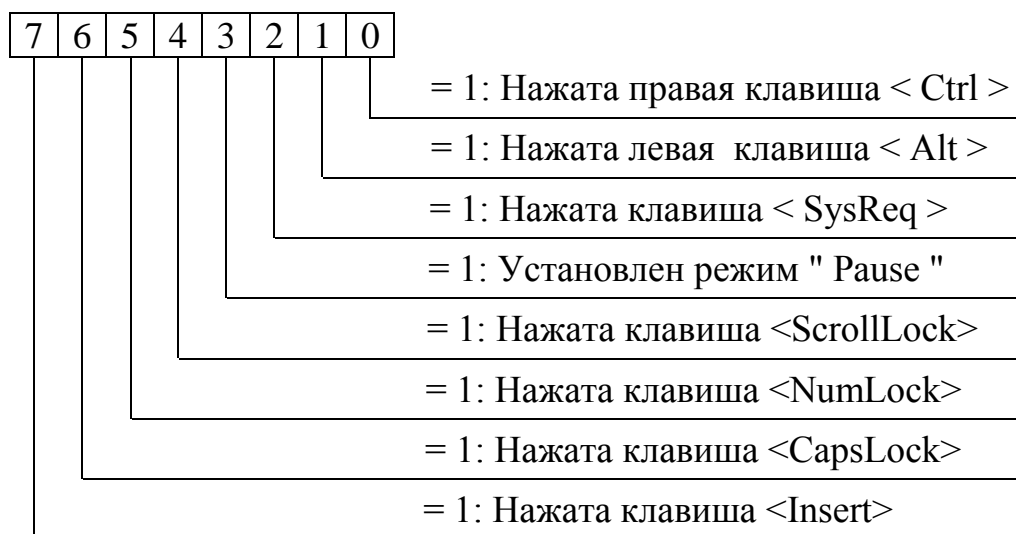 7 6 5 4 3 2 1 0
= 1: Нажата правая клавиша < Ctrl >
= 1: Нажата левая клавиша < Alt >
= 1: Нажата клавиша < SysReq >
= 1: Установлен режим " Pause "
= 1: Нажата клавиша <ScrollLock>
= 1: Нажата клавиша <NumLock>
= 1: Нажата клавиша <CapsLock>
= 1: Нажата клавиша <Insert>